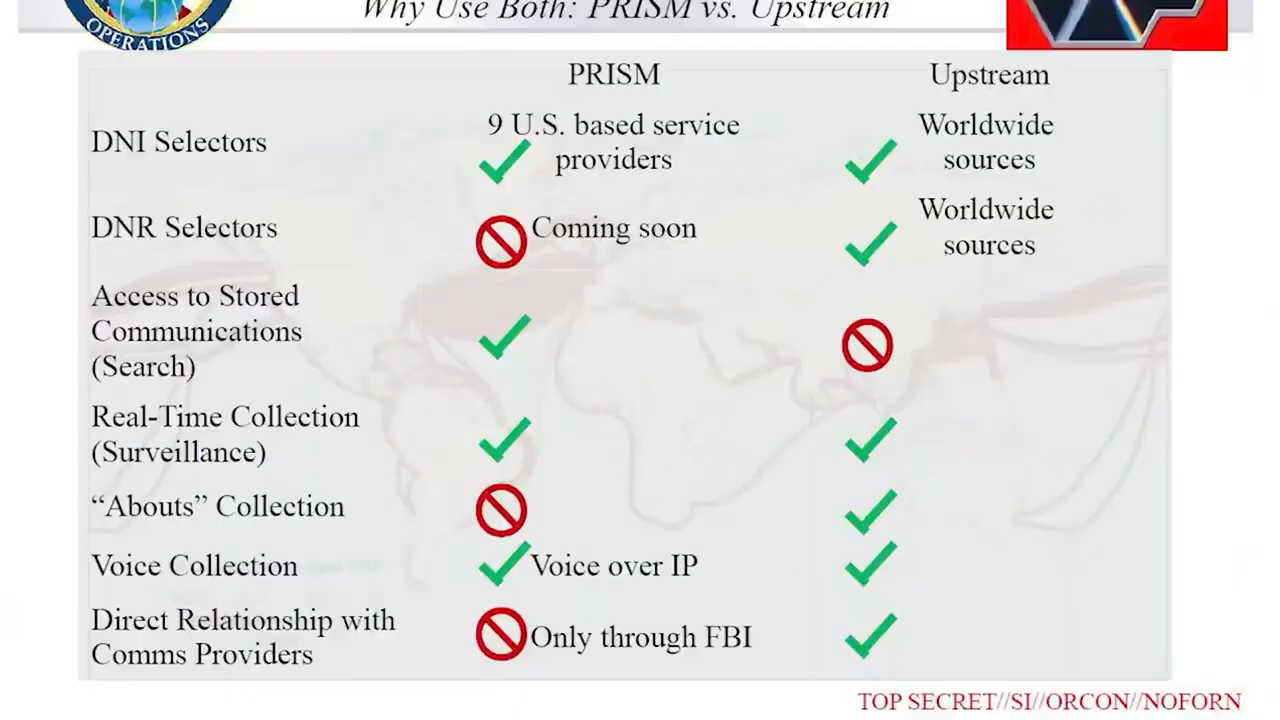 Why Use Both: PRISM vs. Upstream
OPERATIONS
PRISM Upstream
DNI Selectors
9 U.S. based service
providers
Worldwide
sources
DNR Selectors
Coming soon
Worldwide
sources
Access to Stored
Communications
(Search)
Real-Time Collection
(Surveillance)
“Abouts” Collection
Voice Collection
Voice over IP
Direct Relationship with
Comms Providers
Only through FBI
TOP SECRET//SI//ORCON//NOFORN